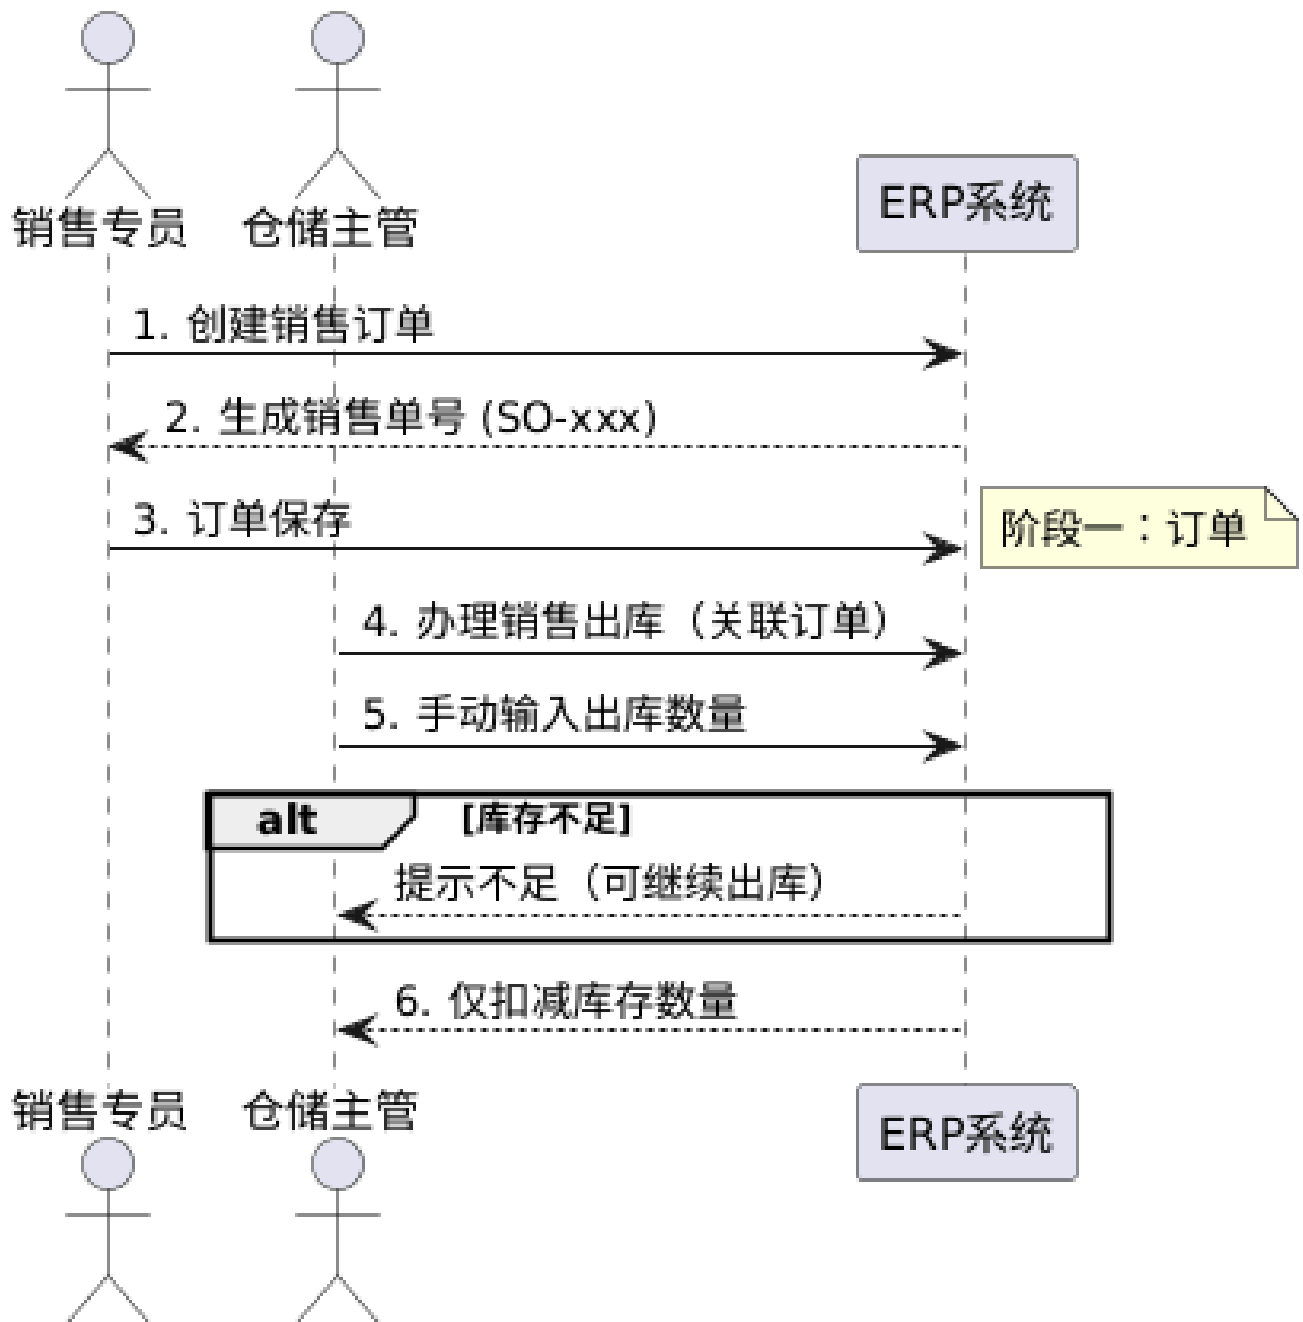 销售专员
仓储主管
ERP系统
1. 创建销售订单
2. 生成销售单号 (SO-xxx)
3. 订单保存
阶段一：订单
4. 办理销售出库（关联订单）
5. 手动输入出库数量
alt [库存不足]
提示不足（可继续出库）
6. 仅扣减库存数量
销售专员
仓储主管
ERP系统